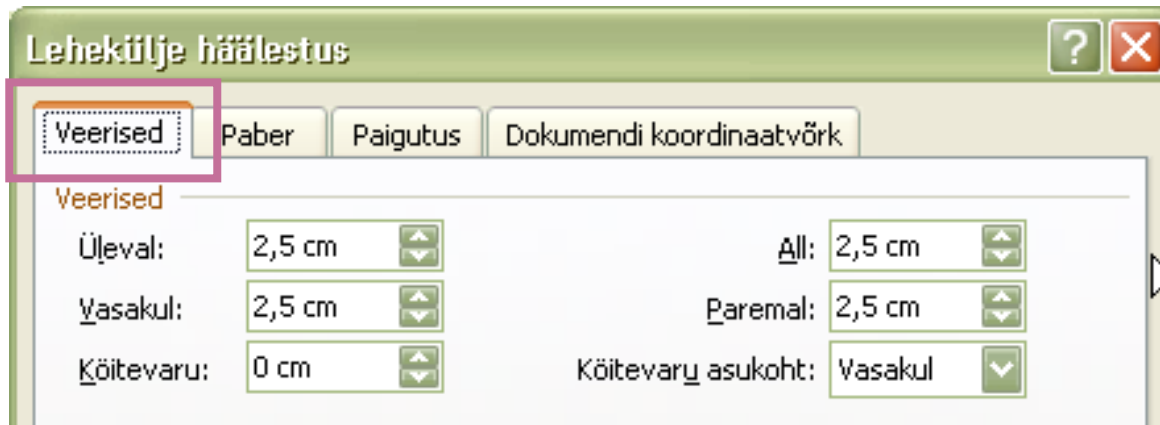 Lehekülje häälestus
Veerised Paber Paigutus Dokumendi koordinaatvõrk
Veerised
Üleval: 2,5 cm All: 2,5 cm
Vasakul: 2,5 cm Paremal: 2,5 cm
Köitevaru: 0 cm Köitevaru asukoht: Vasakul